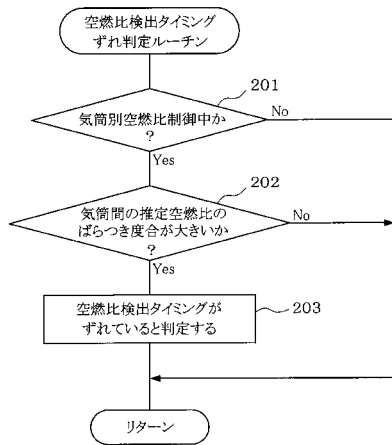 空燃比検出タイミング
ずれ判定ルーチン
201
気筒別空燃比制御中か
?
No
Yes
202
気筒間の推定空燃比の
ばらつき度合が大きいか
?
No
Yes
203
空燃比検出タイミングが
ずれていると判定する
リターン